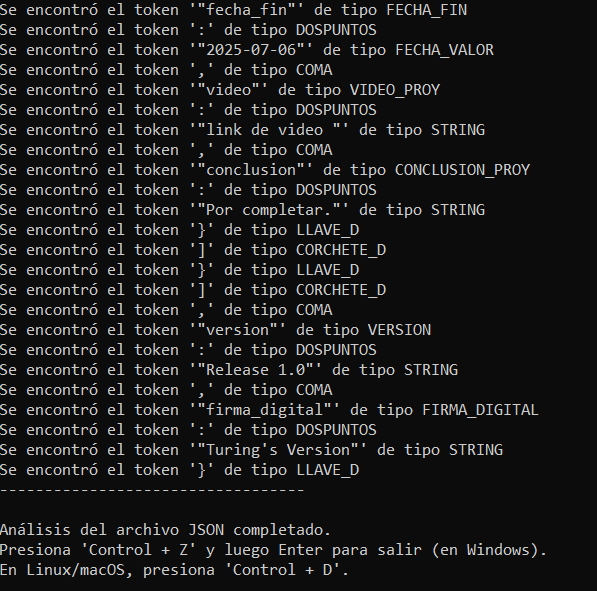 Se encontró el token '"fecha_fin"' de tipo FECHA_FIN
Se encontró el token ':' de tipo DOSPUNTOS
Se encontró el token '"2025-07-06"' de tipo FECHA_VALOR
Se encontró el token ',' de tipo COMA
Se encontró el token '"video"' de tipo VIDEO_PROY
Se encontró el token ':' de tipo DOSPUNTOS
Se encontró el token '"link de video "' de tipo STRING
Se encontró el token ',' de tipo COMA
Se encontró el token '"conclusion"' de tipo CONCLUSION_PROY
Se encontró el token ':' de tipo DOSPUNTOS
Se encontró el token '"Por completar."' de tipo STRING
Se encontró el token '}' de tipo LLAVE_D
Se encontró el token ']' de tipo CORCHETE_D
Se encontró el token '}' de tipo LLAVE_D
Se encontró el token ']' de tipo CORCHETE_D
Se encontró el token ',' de tipo COMA
Se encontró el token '"version"' de tipo VERSION
Se encontró el token ':' de tipo DOSPUNTOS
Se encontró el token '"Release 1.0"' de tipo STRING
Se encontró el token ',' de tipo COMA
Se encontró el token '"firma_digital"' de tipo FIRMA_DIGITAL
Se encontró el token ':' de tipo DOSPUNTOS
Se encontró el token '"Turing's Version"' de tipo STRING
Se encontró el token '}' de tipo LLAVE_D
----------------------------------
Análisis del archivo JSON completado.
Presiona 'Control + Z' y luego Enter para salir (en Windows).
En Linux/macOS, presiona 'Control + D'.